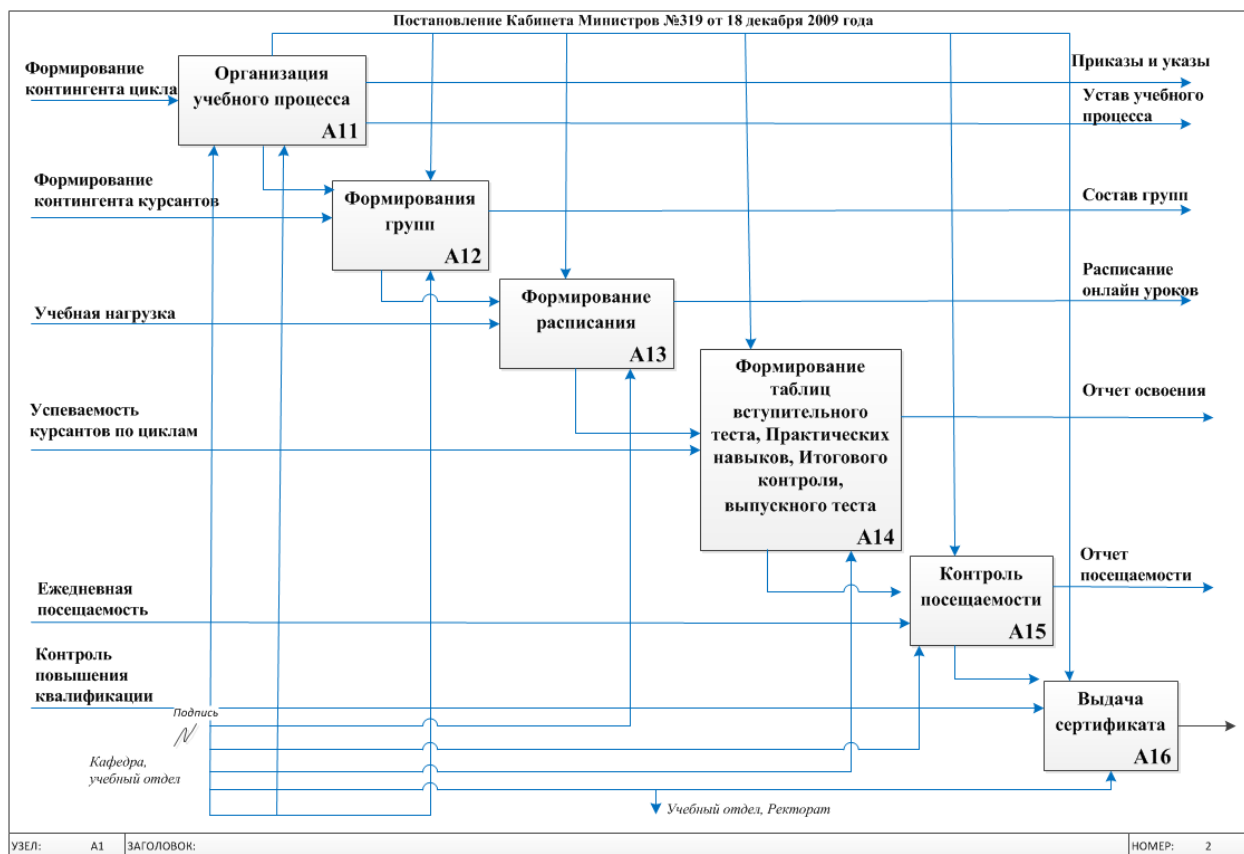 Постановление Кабинета Министров №319 от 18 декабря 2009 года
Формирование
контингента цикла
Организация
учебного процесса
A11
Приказы и указы
Устав учебного
процесса
Формирование
контингента курсантов
Формирования
групп
A12
Состав групп
Учебная нагрузка
Формирование
расписания
A13
Расписание
онлайн уроков
Успеваемость
курсантов по циклам
Формирование
таблиц
вступительного
теста, Практических
навыков, Итогового
контроля,
выпускного теста
A14
Отчет освоения
Ежедневная
посещаемость
Контроль
посещаемости
A15
Отчет
посещаемости
Контроль
повышения
квалификации
Выдача
сертификата
A16
Подпись
Кафедра,
учебный отдел
Учебный отдел, Ректорат
УЗЕЛ: A1 ЗАГОЛОВОК: НОМЕР: 2